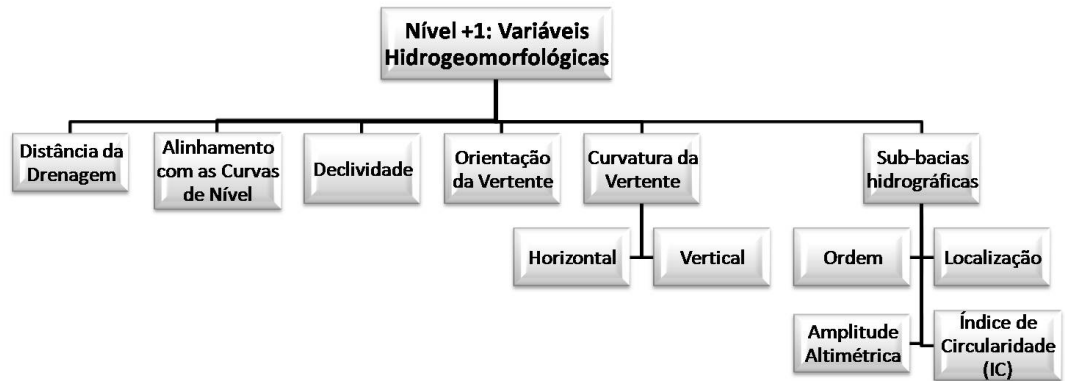 Nível +1: Variáveis
Hidrogeomorfológicas
Distância da
Drenagem
Alinhamento
com as Curvas
de Nível
Declividade
Orientação
da Vertente
Curvatura da
Vertente
Sub-bacias
hidrográficas
Horizontal
Vertical
Ordem
Localização
Amplitude
Altimétrica
Índice de
Circularidade
(IC)